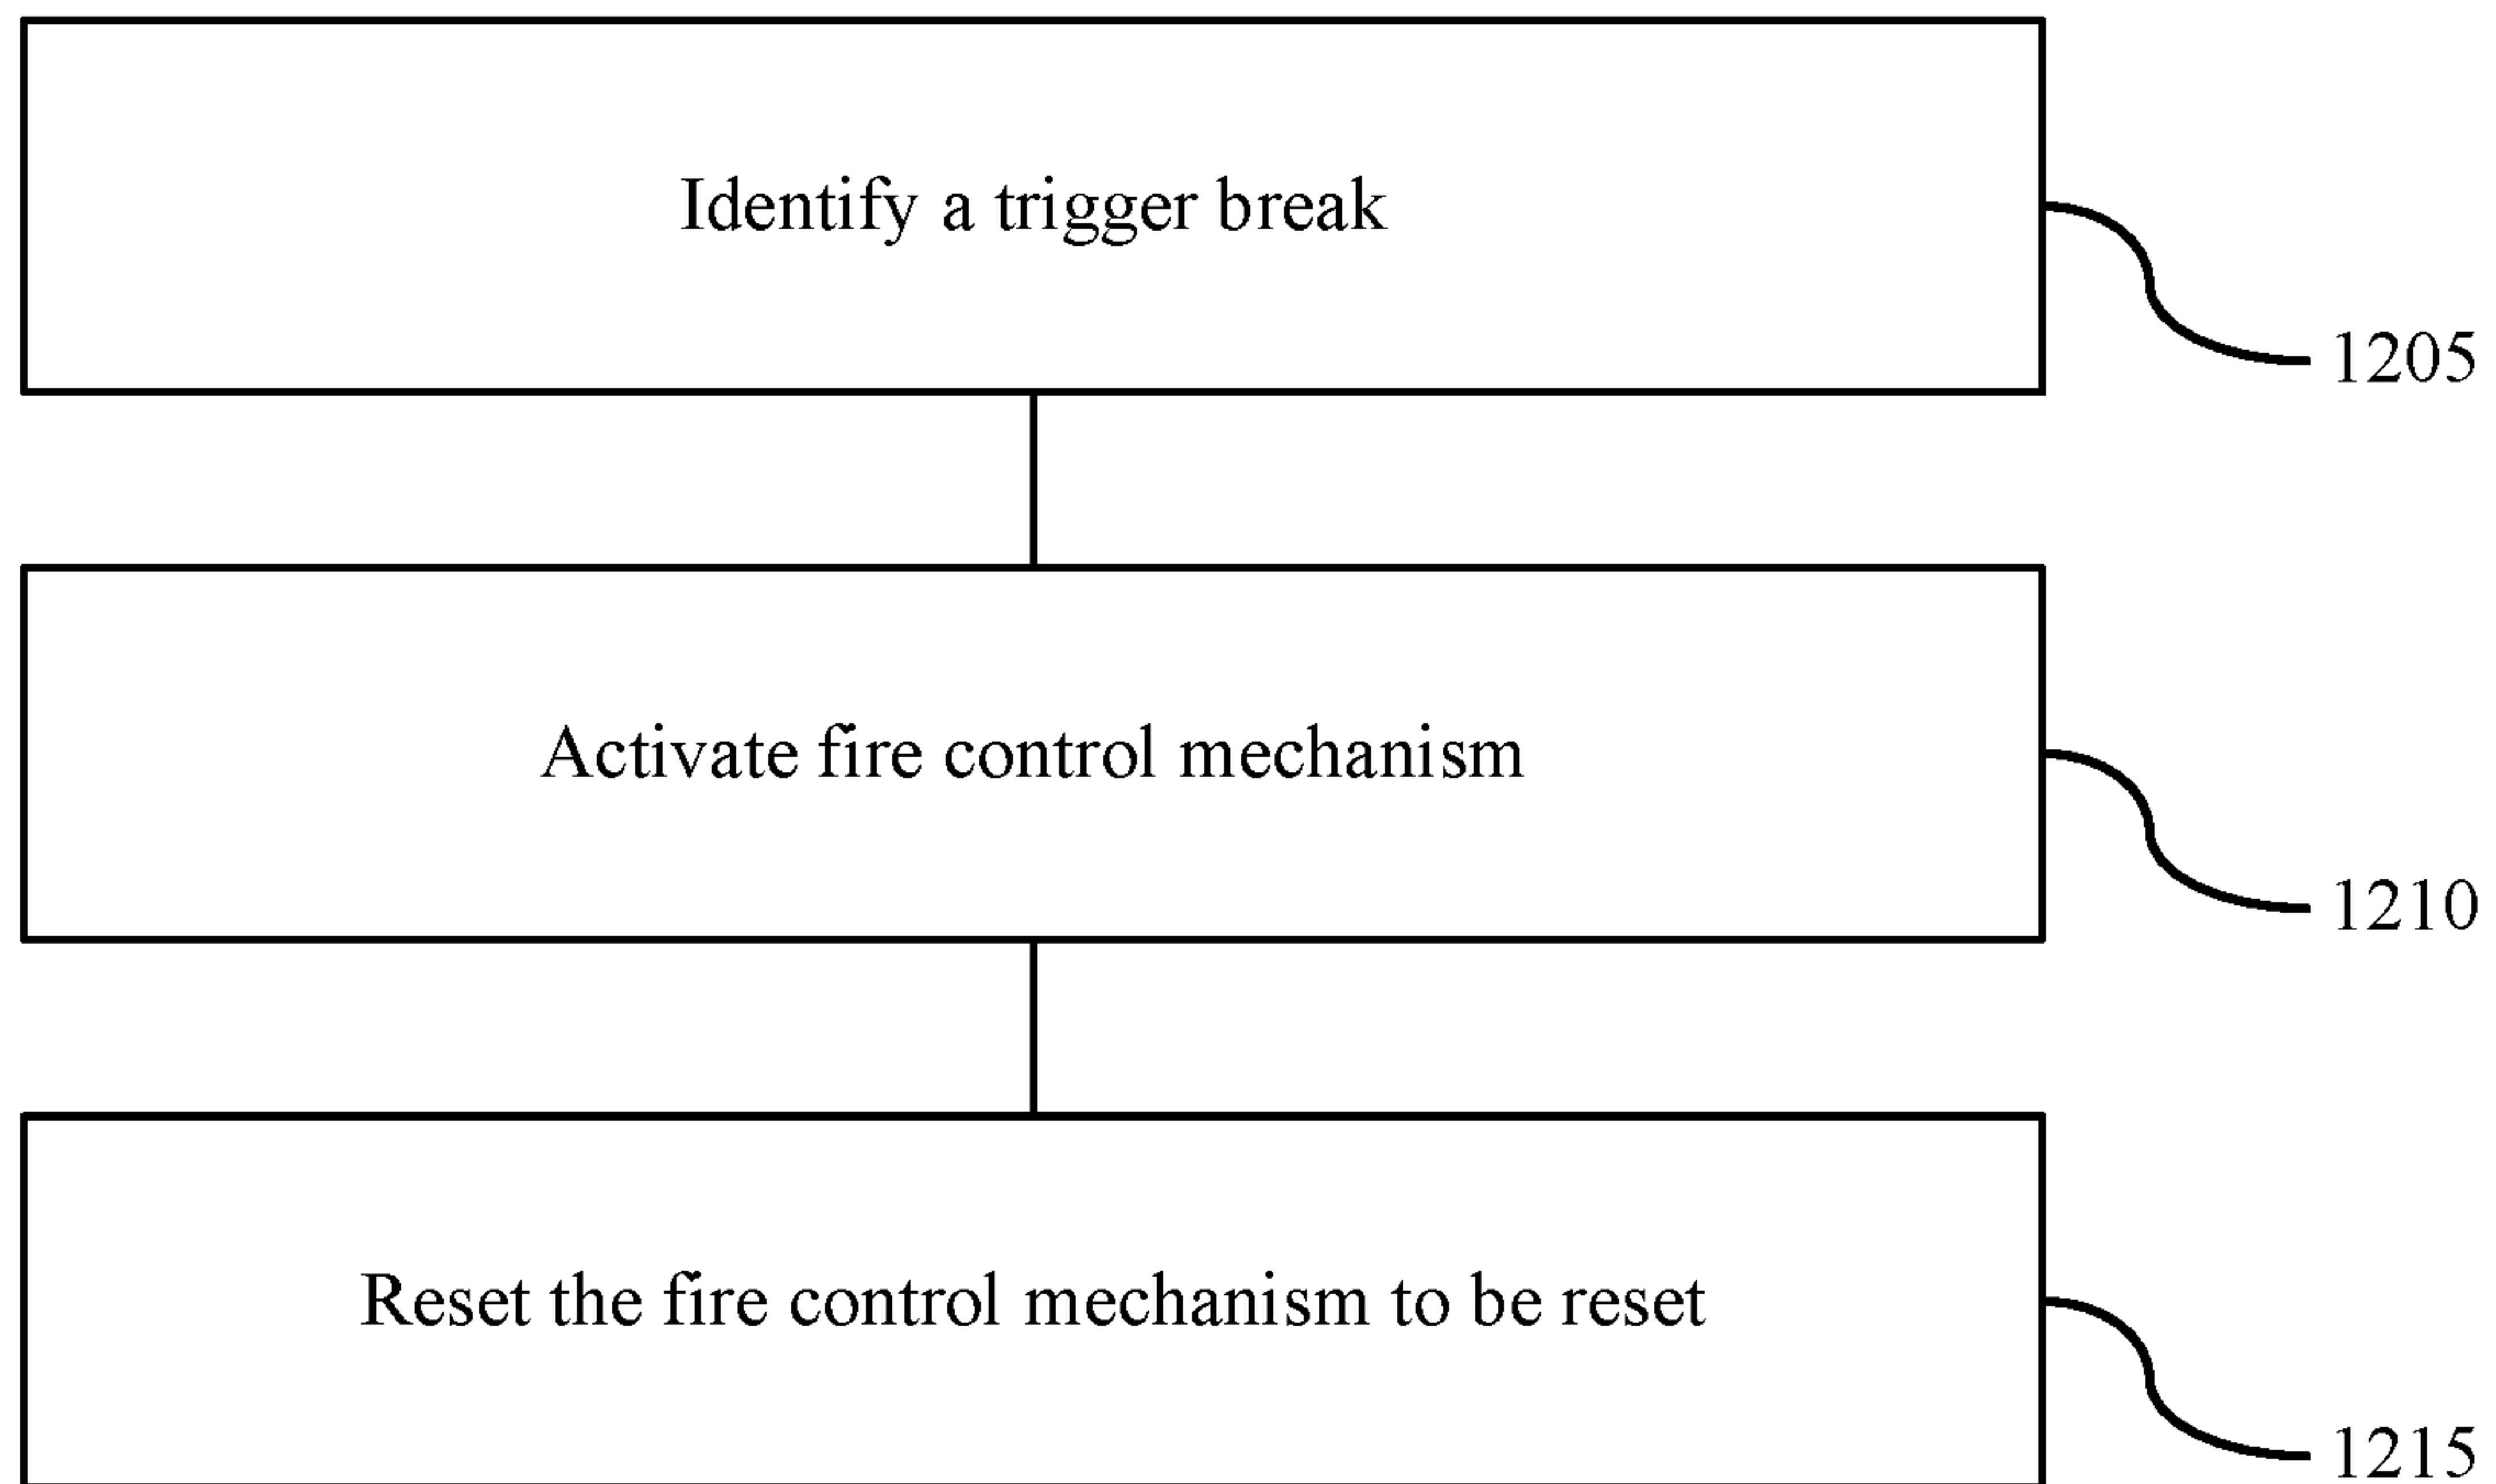 Identify a trigger break
1205
Activate fire control mechanism
1210
Reset the fire control mechanism to be reset
1215